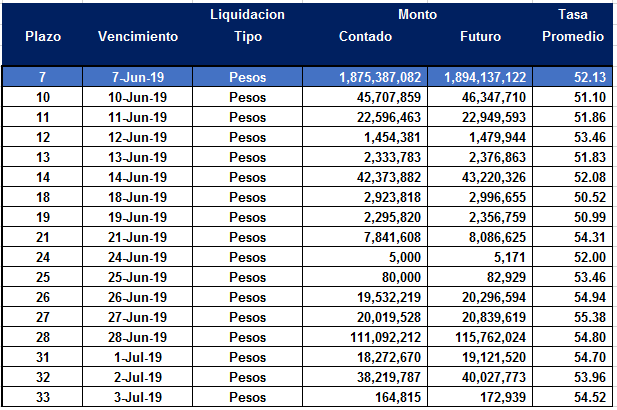 Liquidacion Monto Tasa
Plazo Vencimiento Tipo Contado Futuro Promedio
7 7-Jun-19 Pesos 1,875,387,082 1,894,137,122 52.13
10 10-Jun-19 Pesos 45,707,859 46,347,710 51.10
11 11-Jun-19 Pesos 22,596,463 22,949,593 51.86
12 12-Jun-19 Pesos 1,454,381 1,479,944 53.46
13 13-Jun-19 Pesos 2,333,783 2,376,863 51.83
14 14-Jun-19 Pesos 42,373,882 43,220,326 52.08
18 18-Jun-19 Pesos 2,923,818 2,996,655 50.52
19 19-Jun-19 Pesos 2,295,820 2,356,759 50.99
21 21-Jun-19 Pesos 7,841,608 8,086,625 54.31
24 24-Jun-19 Pesos 5,000 5,171 52.00
25 25-Jun-19 Pesos 80,000 82,929 53.46
26 26-Jun-19 Pesos 19,532,219 20,296,594 54.94
27 27-Jun-19 Pesos 20,019,528 20,839,619 55.38
28 28-Jun-19 Pesos 111,092,212 115,762,024 54.80
31 1-Jul-19 Pesos 18,272,670 19,121,520 54.70
32 2-Jul-19 Pesos 38,219,787 40,027,773 53.96
33 3-Jul-19 Pesos 164,815 172,939 54.52